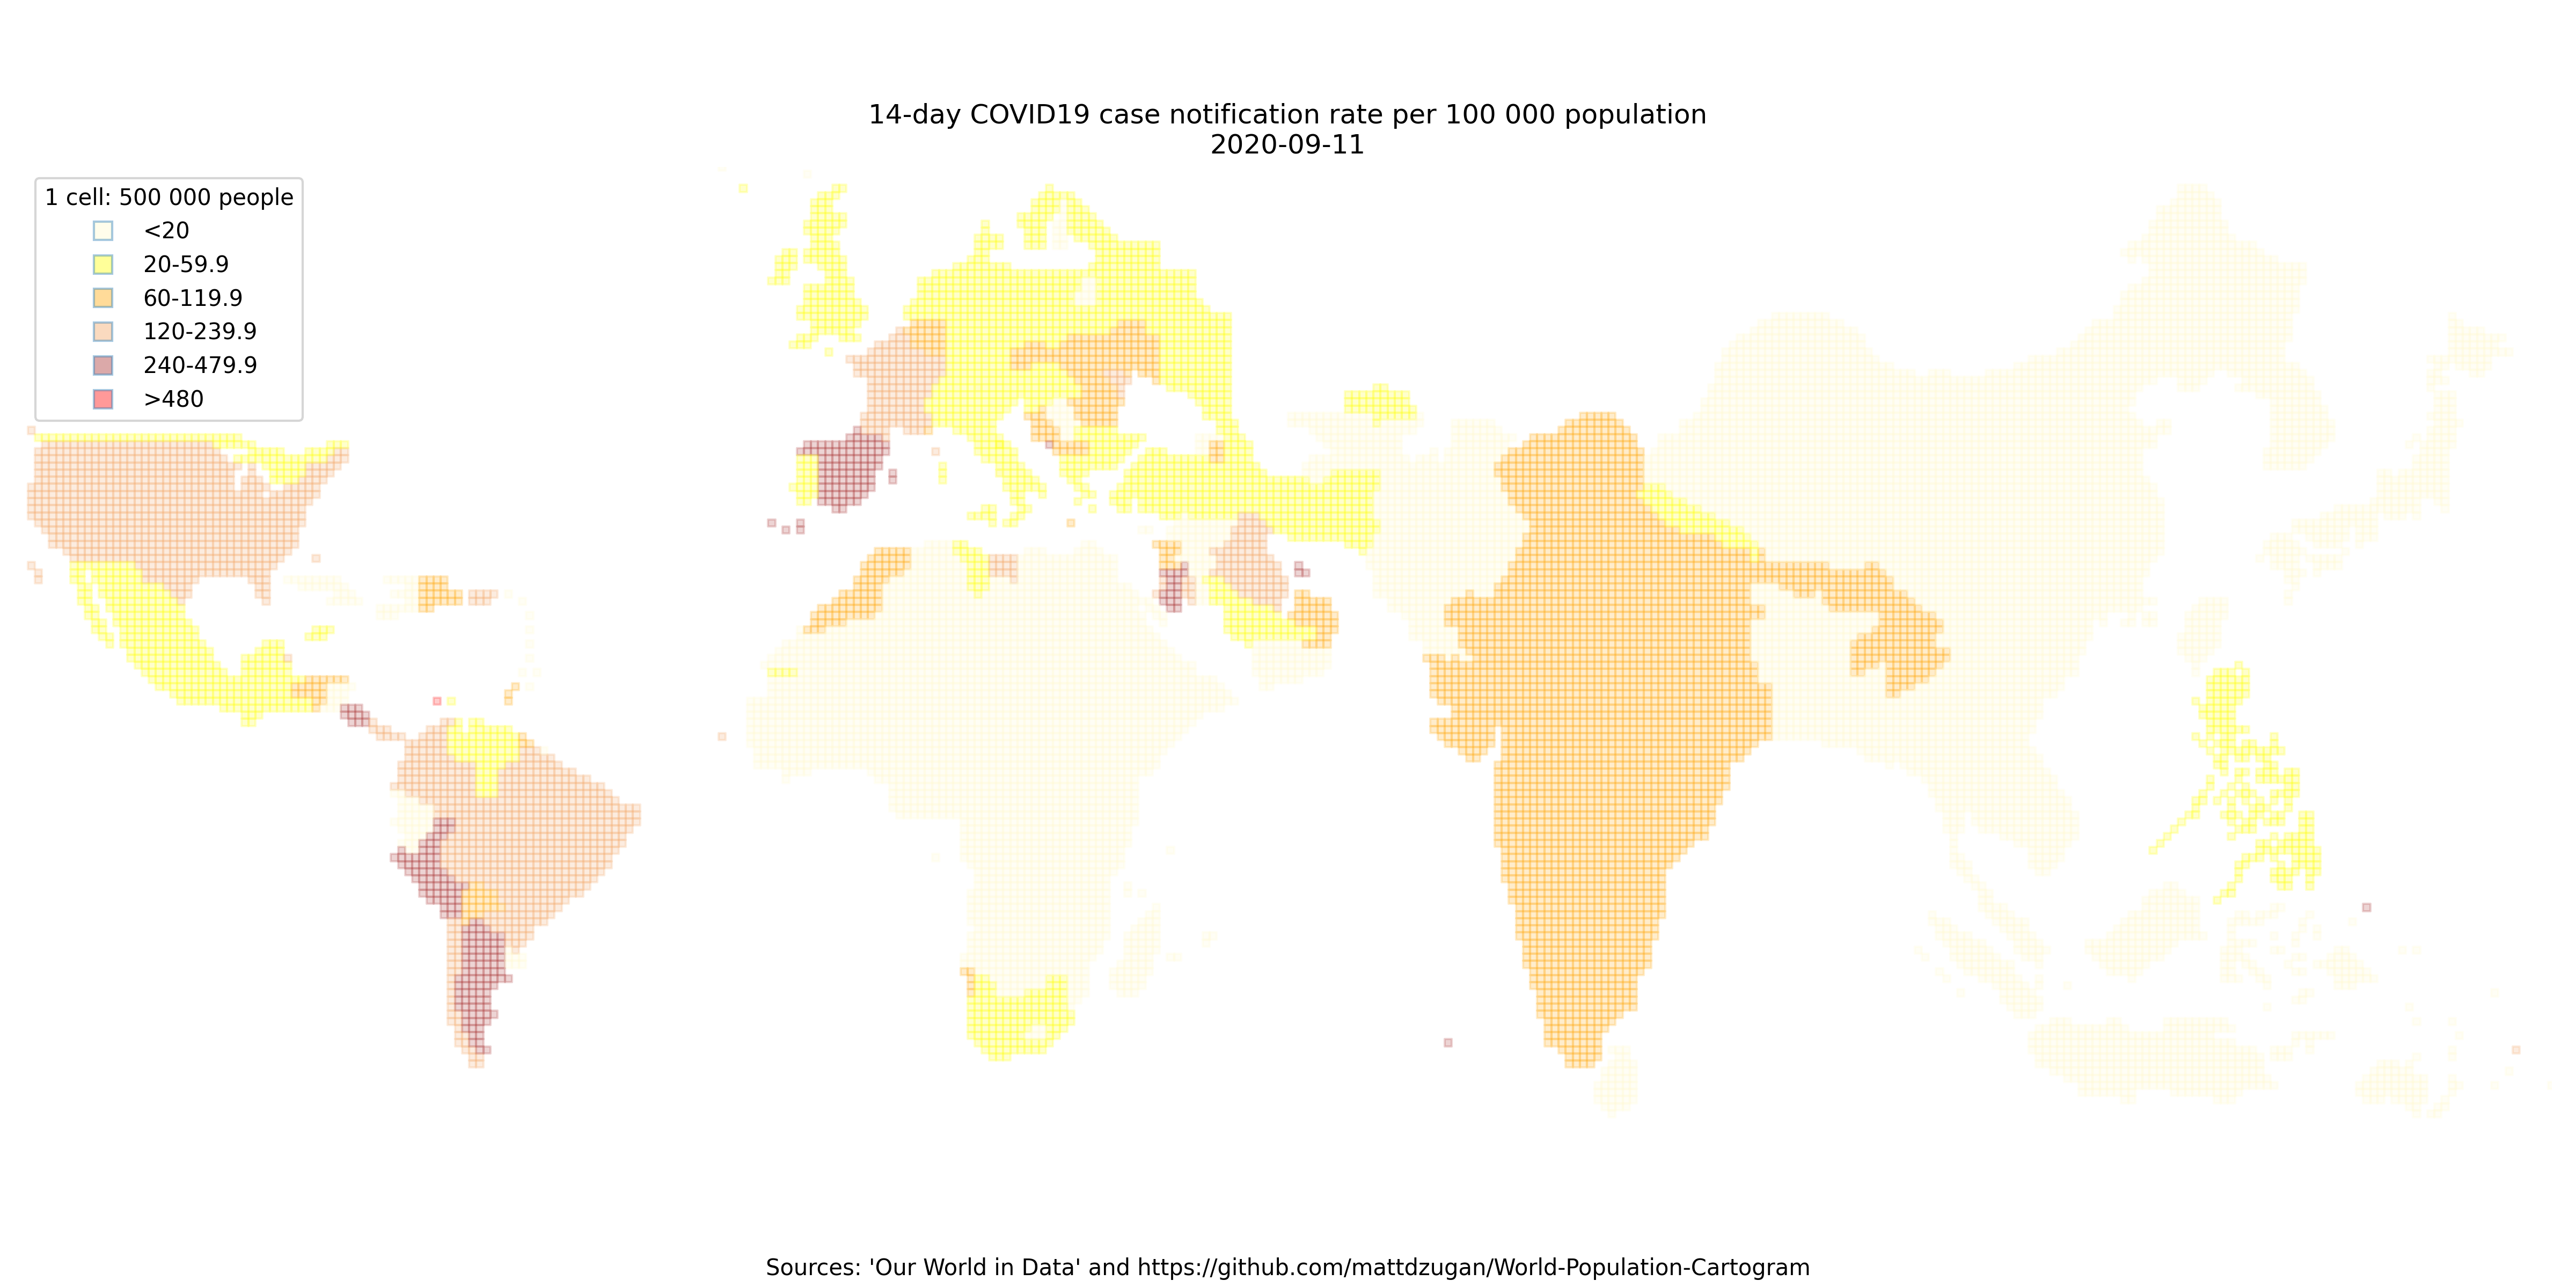 14-day COVID19 case notification rate per 100 000 population
2020-09-11
1 cell: 500 000 people
<20
20-59.9
60-119.9
120-239.9
240-479.9
>480
Sources: 'Our World in Data' and https://github.com/mattdzugan/World-Population-Cartogram